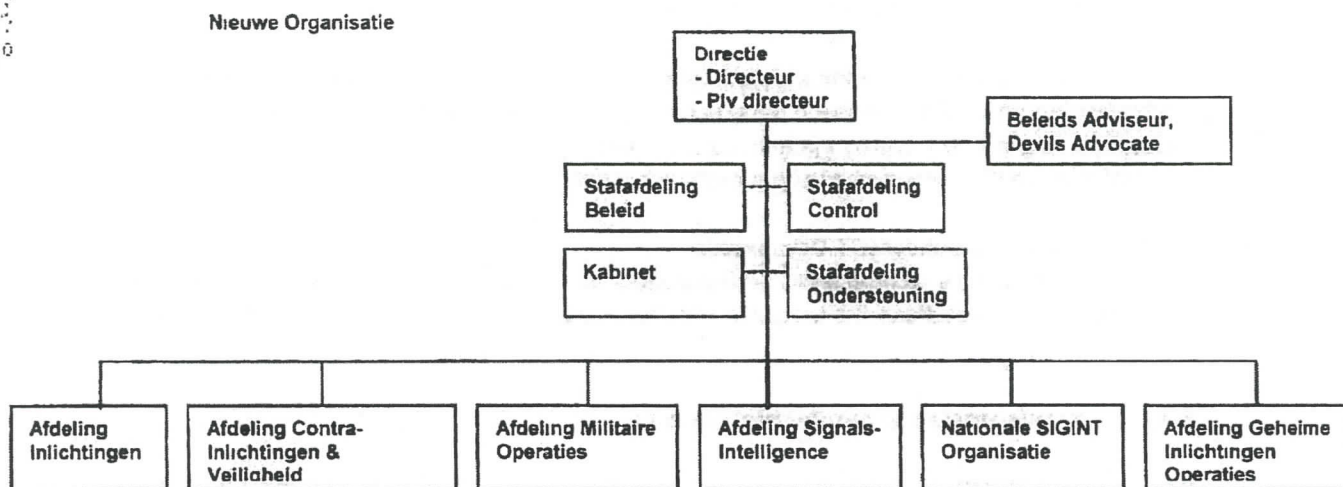 Nieuwe Organisatie
Directie
- Directeur
- Plv directeur
Beleids Adviseur,
Devils Advocate
Stafafdeling
Beleid
Stafafdeling
Control
Kabinet
Stafafdeling
Ondersteuning
Afdeling
Inlichtingen
Afdeling Contra-
Inlichtingen &
Veiligheid
Afdeling Militaire
Operaties
Afdeling Signals-
Intelligence
Nationale SIGINT
Organisatie
Afdeling Geheime
Inlichtingen
Operaties